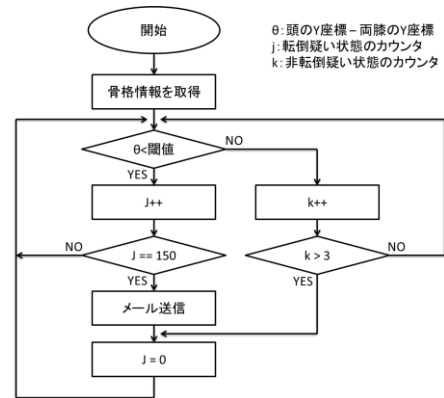 開始
θ:頭のY座標 – 両膝のY座標
j:転倒疑い状態のカウンタ
k:非転倒疑い状態のカウンタ
骨格情報を取得
θ<閾値
NO
YES
J++
k++
NO
J == 150
k > 3
NO
YES
YES
メール送信
J = 0